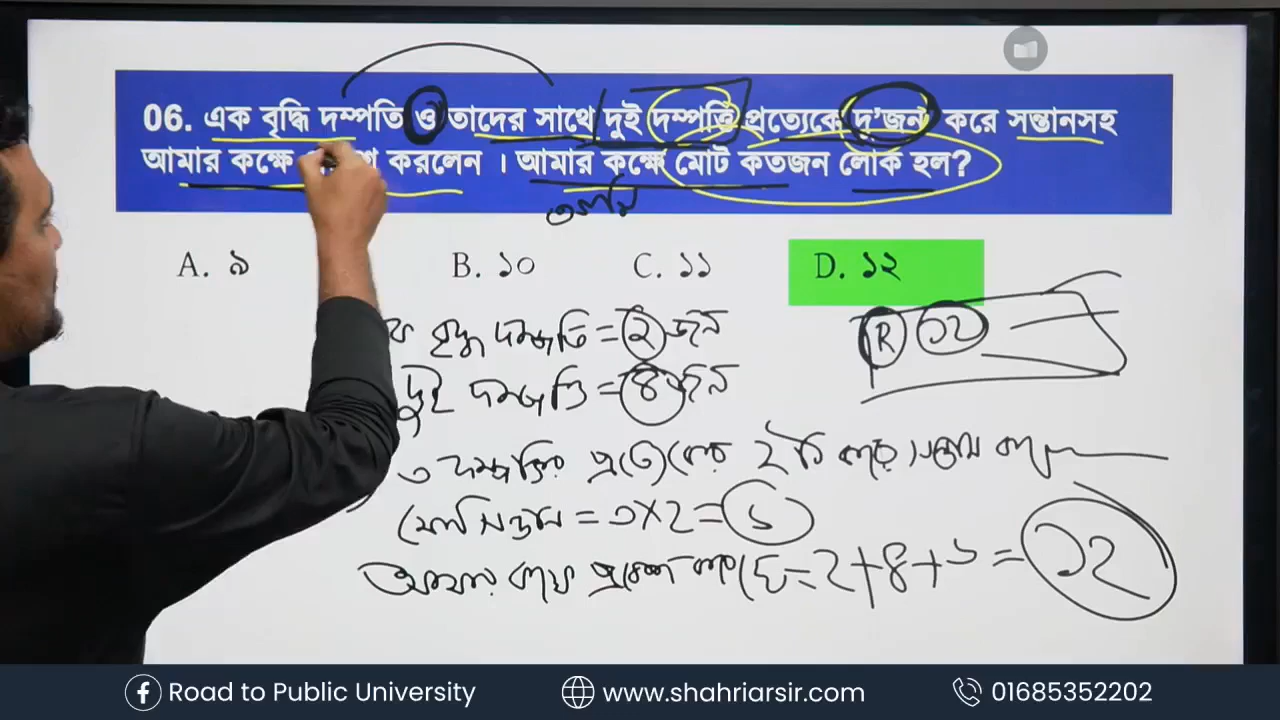 06. এক বৃদ্ধি দম্পতি ও তাদের সাথে দুই দম্পত্তি প্রত্যেকে দ'জন করে সন্তানসহ
আমার কক্ষে করলেন । আমার কক্ষে মোট কতজন লোক হল?
A. ৯
B. ১০
C. ১১
D. ১২
বৃদ্ধ দম্পতি = ২ জন
দুই দম্পত্তি = ৪ জন
R ১২
৩ দম্পত্তির প্রত্যেকের ২টি করে সন্তান
মোট সন্তান = ৩×২ = ৬
আমার কক্ষে প্রবেশ করেছে = ২+৪+৬ = ১২
Road to Public University
www.shahriarsir.com
01685352202